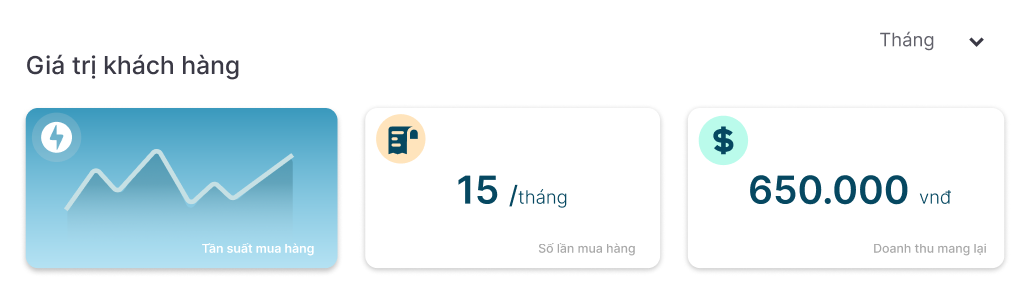 Tháng
Giá trị khách hàng
Tần suất mua hàng
15 /tháng
Số lần mua hàng
$
650.000 vnđ
Doanh thu mang lại